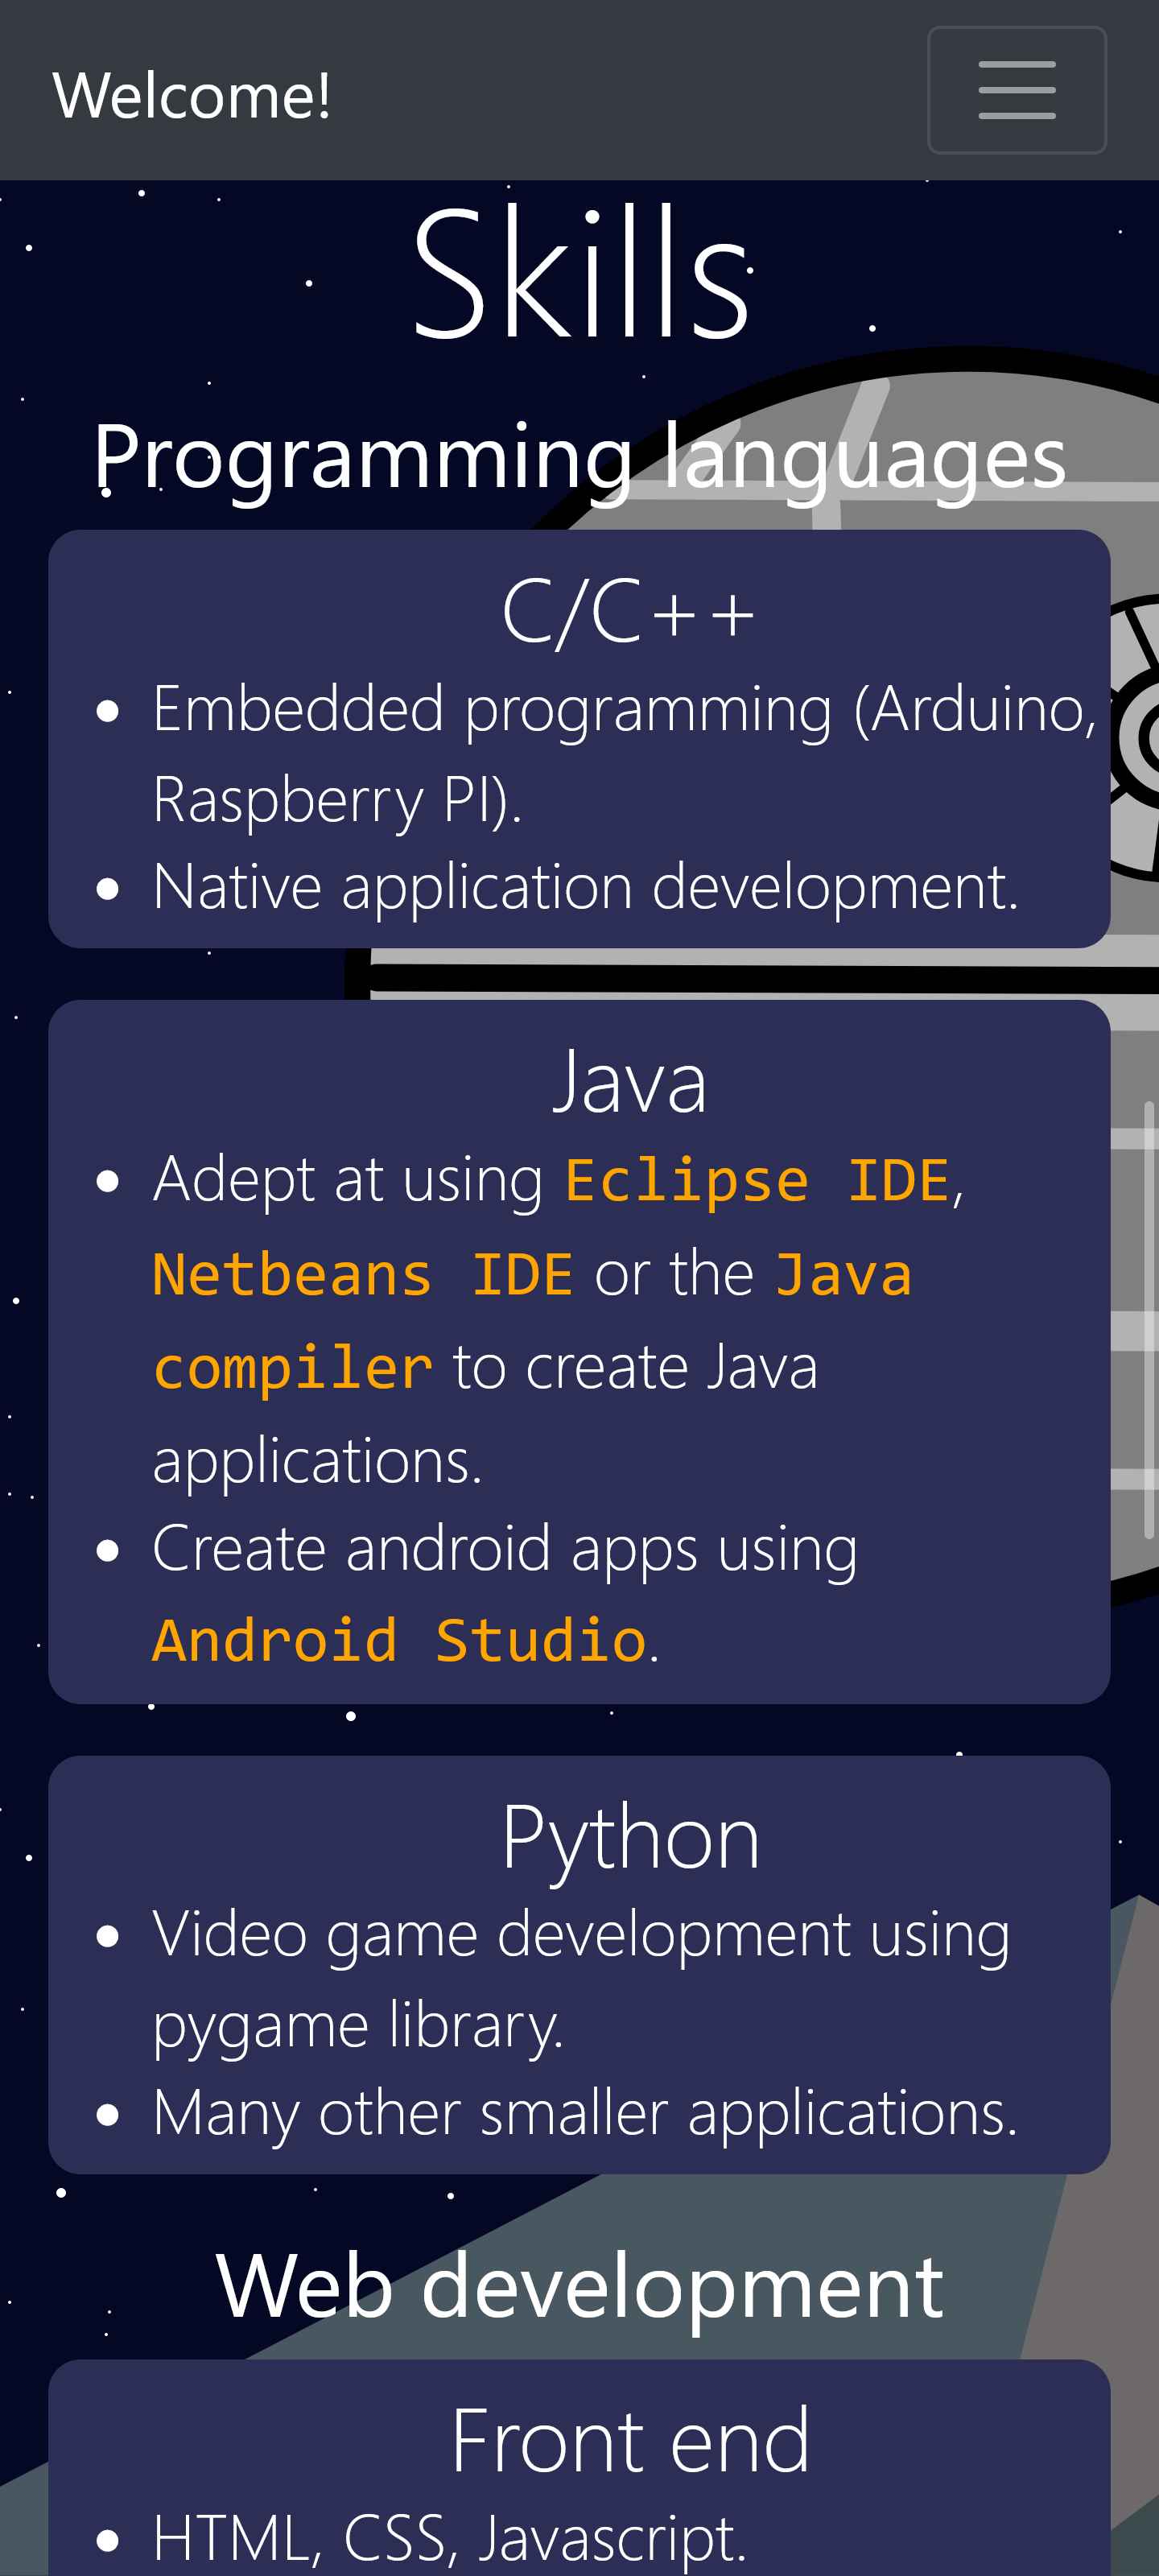 Welcome!
Skills
Programming languages
C/C++
Embedded programming (Arduino,
Raspberry PI).
Native application development.
Java
Adept at using Eclipse IDE,
Netbeans IDE or the Java
compiler to create Java
applications.
Create android apps using
Android Studio.
Python
Video game development using
pygame library.
Many other smaller applications.
Web development
Front end
HTML, CSS, Javascript.